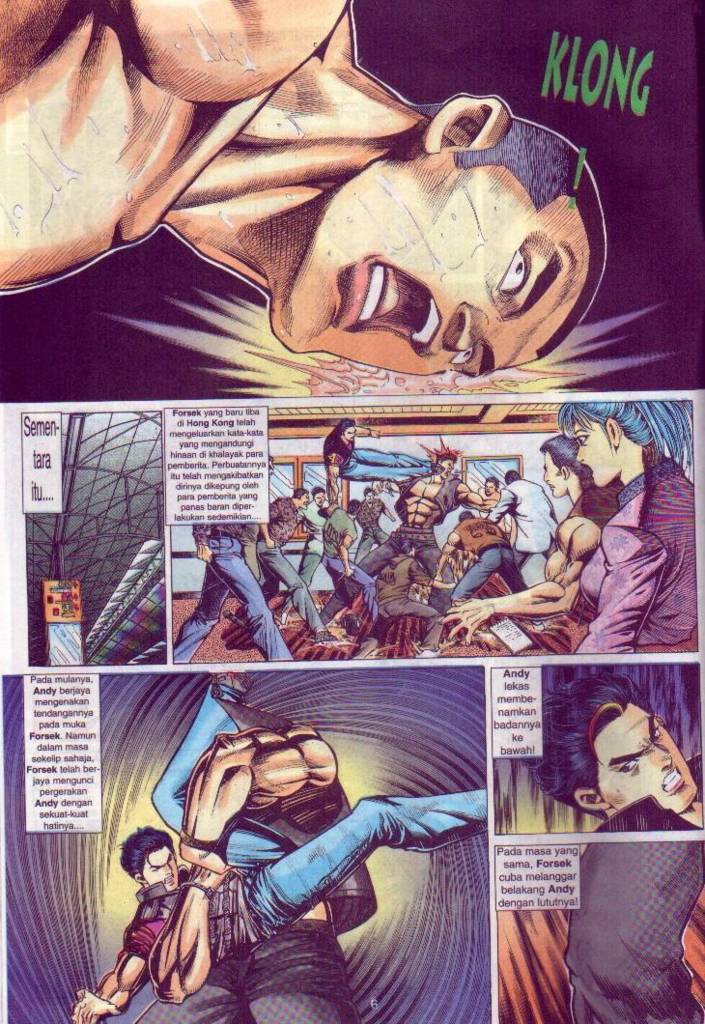 KLONG
!
Semen-
tara
itu....
Forsek yang baru tiba
di Hong Kong telah
mengeluarkan kata-kata
yang mengandungi
hinaan di khalayak para
pemberita. Perbuatannya
itu telah mengakibatkan
dirinya dikepung oleh
para pemberita yang
panas baran diper-
lakukan sedemikian....
Pada mulanya,
Andy berjaya
mengenakan
tendangannya
pada muka
Forsek. Namun
dalam masa
sekelip sahaja,
Forsek telah ber-
jaya mengunci
pergerakan
Andy dengan
sekuat-kuat
hatinya....
Andy
lekas
membe-
namkan
badannya
ke
bawah!
Pada masa yang
sama, Forsek
cuba melanggar
belakang Andy
dengan lututnya!
6